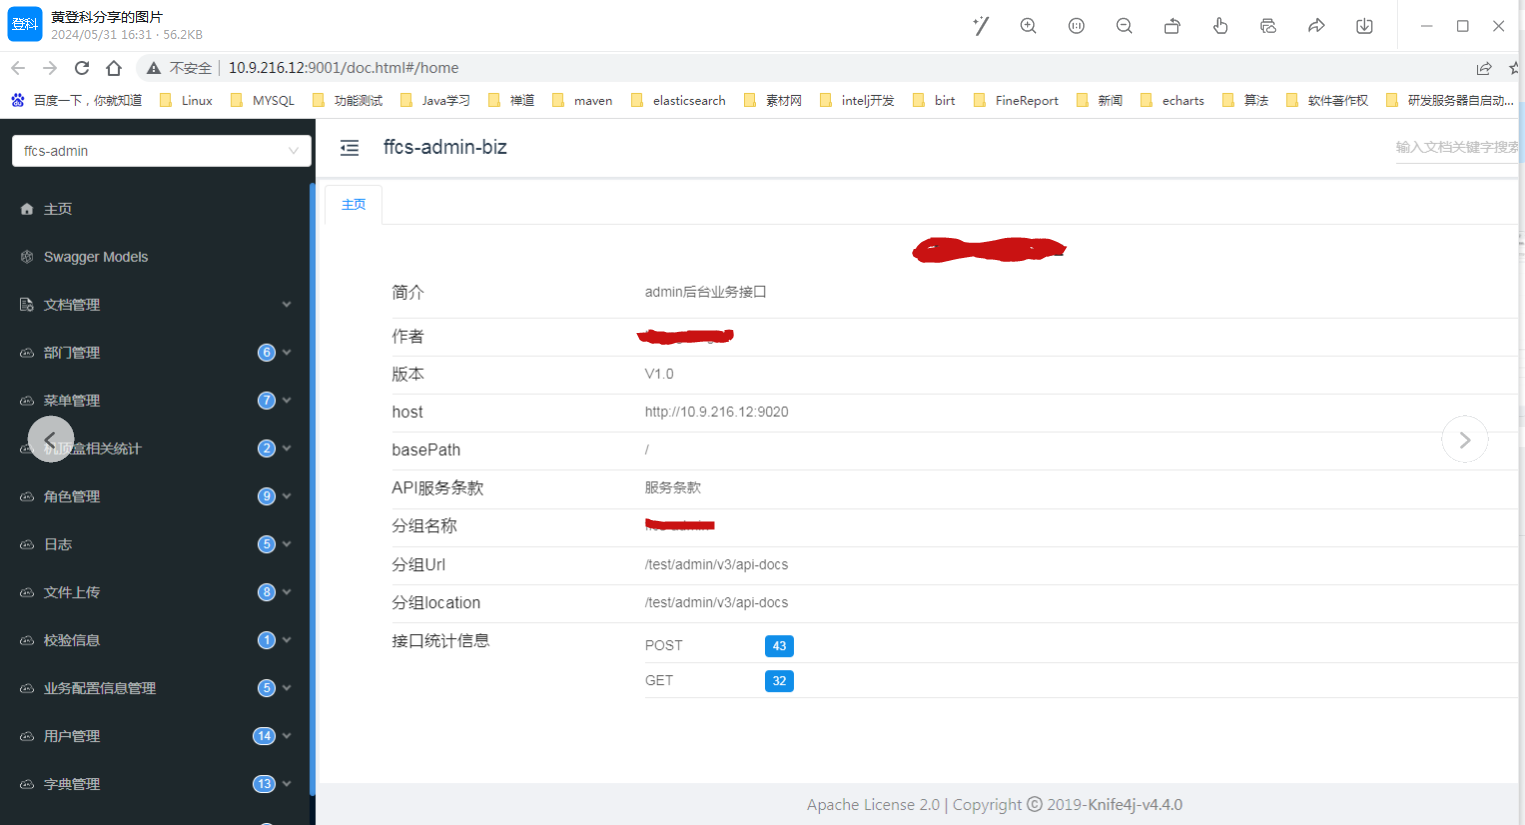 登科
黄登科分享的图片
2024/05/31 16:31 · 56.2KB
不安全 | 10.9.216.12:9001/doc.html#/home
百度一下，你就知道 Linux MYSQL 功能测试 Java学习 禅道 maven elasticsearch 素材网 intelj开发 birt FineReport 新闻 echarts 算法 软件著作权 研发服务器自启动...
ffcs-admin
ffcs-admin-biz
输入文档关键字搜索
主页
主页
Swagger Models
文档管理
部门管理 6
菜单管理 7
机顶盒相关统计 2
角色管理 9
日志 5
文件上传 8
校验信息 1
业务配置信息管理 5
用户管理 14
字典管理 13
简介 admin后台业务接口
作者
版本 V1.0
host http://10.9.216.12:9020
basePath /
API服务条款 服务条款
分组名称
分组Url /test/admin/v3/api-docs
分组location /test/admin/v3/api-docs
接口统计信息 POST 43
GET 32
Apache License 2.0 | Copyright © 2019-Knife4j-v4.4.0